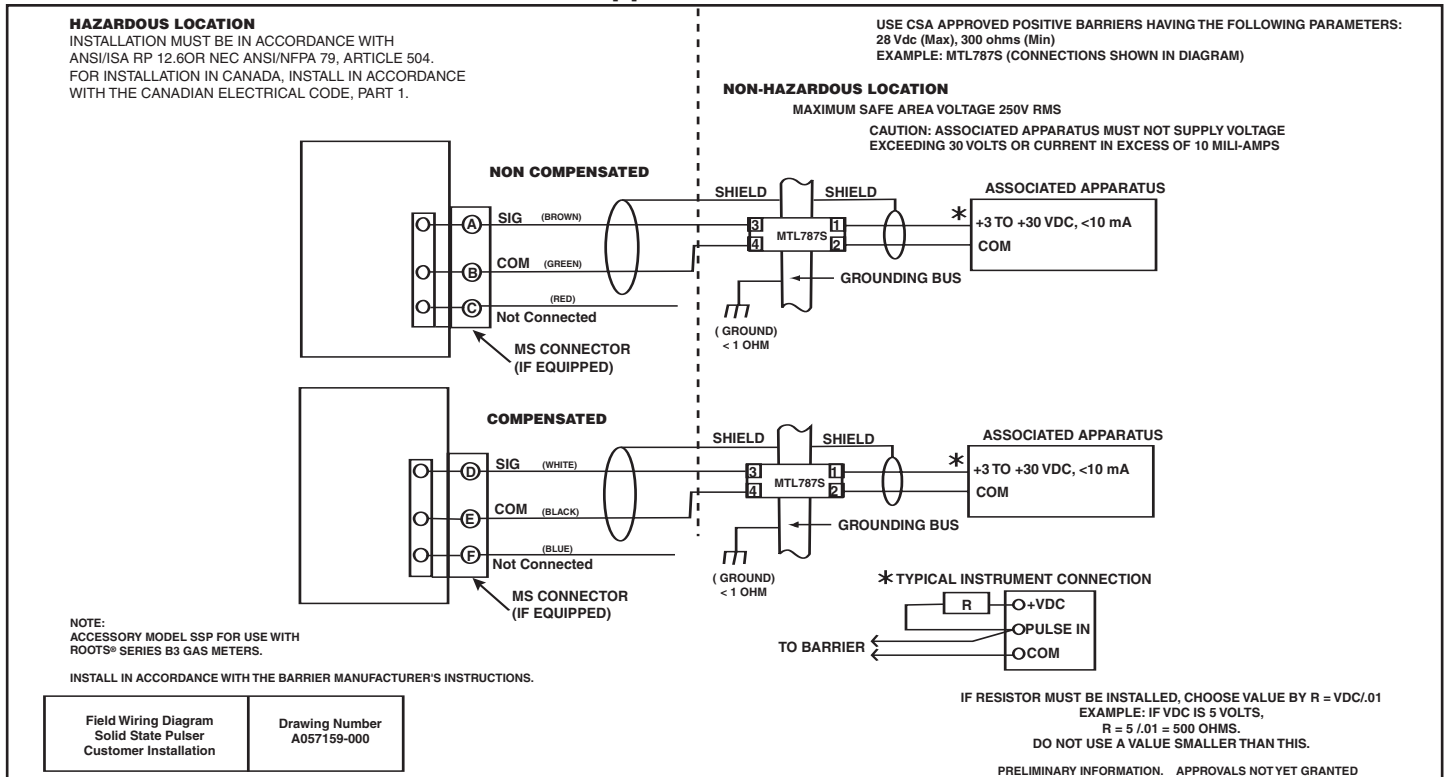 HAZARDOUS LOCATION
INSTALLATION MUST BE IN ACCORDANCE WITH
ANSI/ISA RP 12.6OR NEC ANSI/NFPA 79, ARTICLE 504.
FOR INSTALLATION IN CANADA, INSTALL IN ACCORDANCE
WITH THE CANADIAN ELECTRICAL CODE, PART 1.
USE CSA APPROVED POSITIVE BARRIERS HAVING THE FOLLOWING PARAMETERS:
28 Vdc (Max), 300 ohms (Min)
EXAMPLE: MTL787S (CONNECTIONS SHOWN IN DIAGRAM)
NON-HAZARDOUS LOCATION
MAXIMUM SAFE AREA VOLTAGE 250V RMS
CAUTION: ASSOCIATED APPARATUS MUST NOT SUPPLY VOLTAGE
EXCEEDING 30 VOLTS OR CURRENT IN EXCESS OF 10 MILI-AMPS
NON COMPENSATED
SHIELD
SHIELD
ASSOCIATED APPARATUS
A
SIG
(BROWN)
3
1
MTL787S
4
2
* +3 TO +30 VDC, <10 mA
COM
B
COM
(GREEN)
GROUNDING BUS
C
(RED)
Not Connected
( GROUND)
< 1 OHM
MS CONNECTOR
(IF EQUIPPED)
COMPENSATED
SHIELD
SHIELD
ASSOCIATED APPARATUS
D
SIG
(WHITE)
3
1
MTL787S
4
2
* +3 TO +30 VDC, <10 mA
COM
E
COM
(BLACK)
GROUNDING BUS
F
(BLUE)
Not Connected
( GROUND)
< 1 OHM
MS CONNECTOR
(IF EQUIPPED)
* TYPICAL INSTRUMENT CONNECTION
R
+VDC
PULSE IN
COM
TO BARRIER
NOTE:
ACCESSORY MODEL SSP FOR USE WITH
ROOTS® SERIES B3 GAS METERS.
INSTALL IN ACCORDANCE WITH THE BARRIER MANUFACTURER'S INSTRUCTIONS.
IF RESISTOR MUST BE INSTALLED, CHOOSE VALUE BY R = VDC/.01
EXAMPLE: IF VDC IS 5 VOLTS,
R = 5 /.01 = 500 OHMS.
DO NOT USE A VALUE SMALLER THAN THIS.
PRELIMINARY INFORMATION. APPROVALS NOT YET GRANTED
Field Wiring Diagram
Solid State Pulser
Customer Installation
Drawing Number
A057159-000